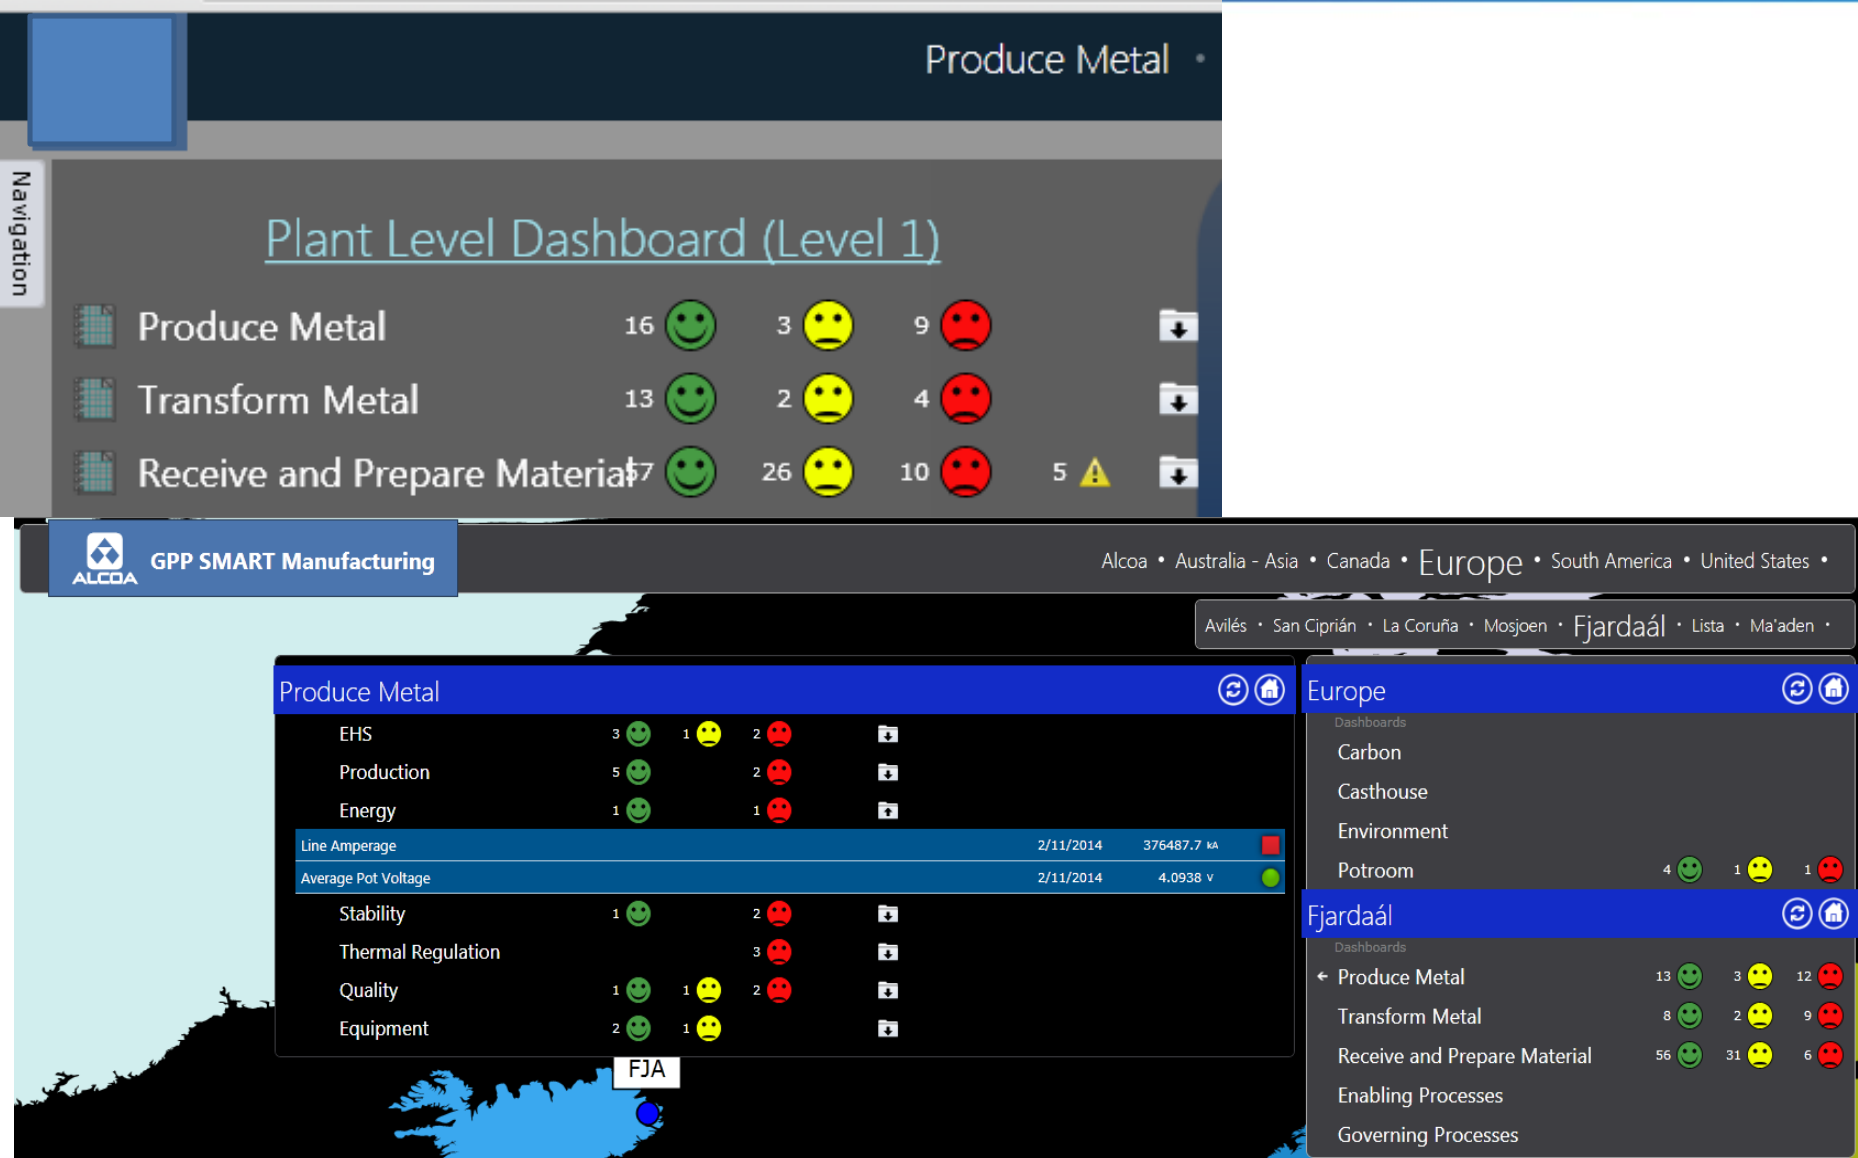 Produce Metal •
Navigation
Plant Level Dashboard (Level 1)
Produce Metal 16 3 9
Transform Metal 13 2 4
Receive and Prepare Material 57 26 10 5
ALCOA GPP SMART Manufacturing
Alcoa • Australia - Asia • Canada • Europe • South America • United States •
Avilés • San Ciprián • La Coruña • Mosjoen • Fjardaál • Lista • Ma'aden •
Produce Metal
EHS 3 1 2
Production 5 2
Energy 1 1
Line Amperage 2/11/2014 376487.7 kA
Average Pot Voltage 2/11/2014 4.0938 V
Stability 1 2
Thermal Regulation 3
Quality 1 1 2
Equipment 2 1
FJA
Europe
Dashboards
Carbon
Casthouse
Environment
Potroom 4 1 1
Fjardaál
Dashboards
Produce Metal 13 3 12
Transform Metal 8 2 9
Receive and Prepare Material 56 31 6
Enabling Processes
Governing Processes